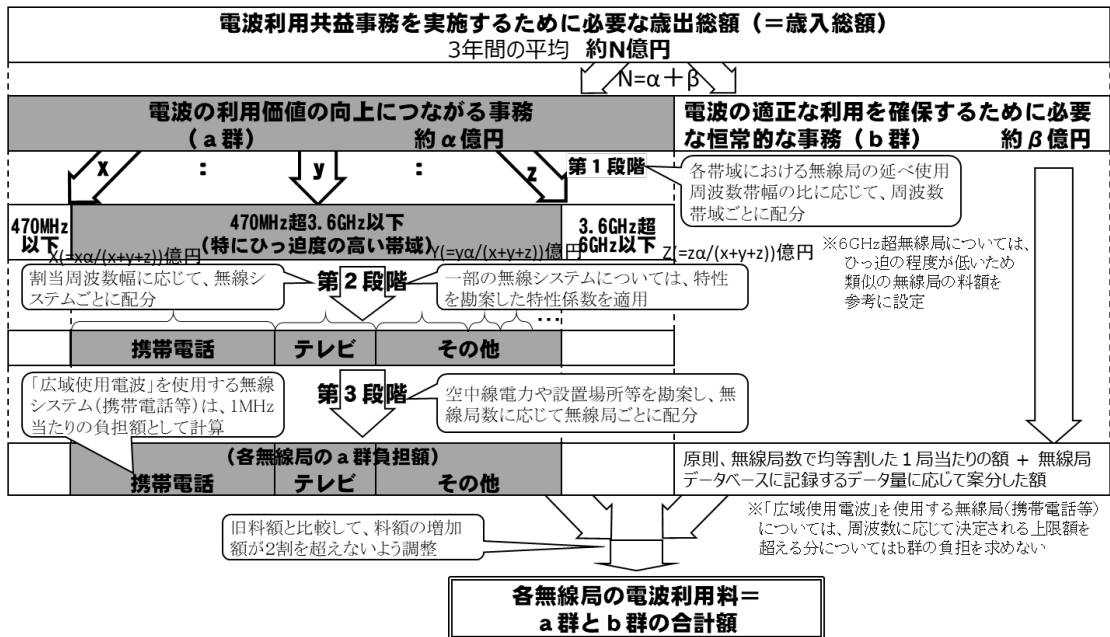 電波利用共益事務を実施するために必要な歳出総額（＝歳入総額）
3年間の平均　約N億円
N=α＋β
電波の利用価値の向上につながる事務
（ａ群）　約α億円
電波の適正な利用を確保するために必要
な恒常的な事務（ｂ群）　約β億円
x : y : z
第１段階
各帯域における無線局の延べ使用
周波数帯幅の比に応じて、周波数
帯域ごとに配分
470MHz
以下
470MHz超3.6GHz以下
（特にひっ迫度の高い帯域）
3.6GHz超
6GHz以下
X(=xα/(x+y+z))億円
Y(=yα/(x+y+z))億円
Z(=zα/(x+y+z))億円
※6GHz超無線局については、
ひっ迫の程度が低いため
類似の無線局の料額を
参考に設定
割当周波数幅に応じて、無線シ
ステムごとに配分
第２段階
一部の無線システムについては、特性
を勘案した特性係数を適用
…
携帯電話　テレビ　その他
「広域使用電波」を使用する無線
システム(携帯電話等)は、1MHz
当たりの負担額として計算
第３段階
空中線電力や設置場所等を勘案し、無
線局数に応じて無線局ごとに配分
（各無線局のａ群負担額）
携帯電話　テレビ　その他
原則、無線局数で均等割した１局当たりの額 ＋ 無線局
データベースに記録するデータ量に応じて案分した額
※「広域使用電波」を使用する無線局(携帯電話等)
については、周波数に応じて決定される上限額を
超える分についてはb群の負担を求めない
旧料額と比較して、料額の増加
額が2割を超えないよう調整
各無線局の電波利用料＝
ａ群とｂ群の合計額